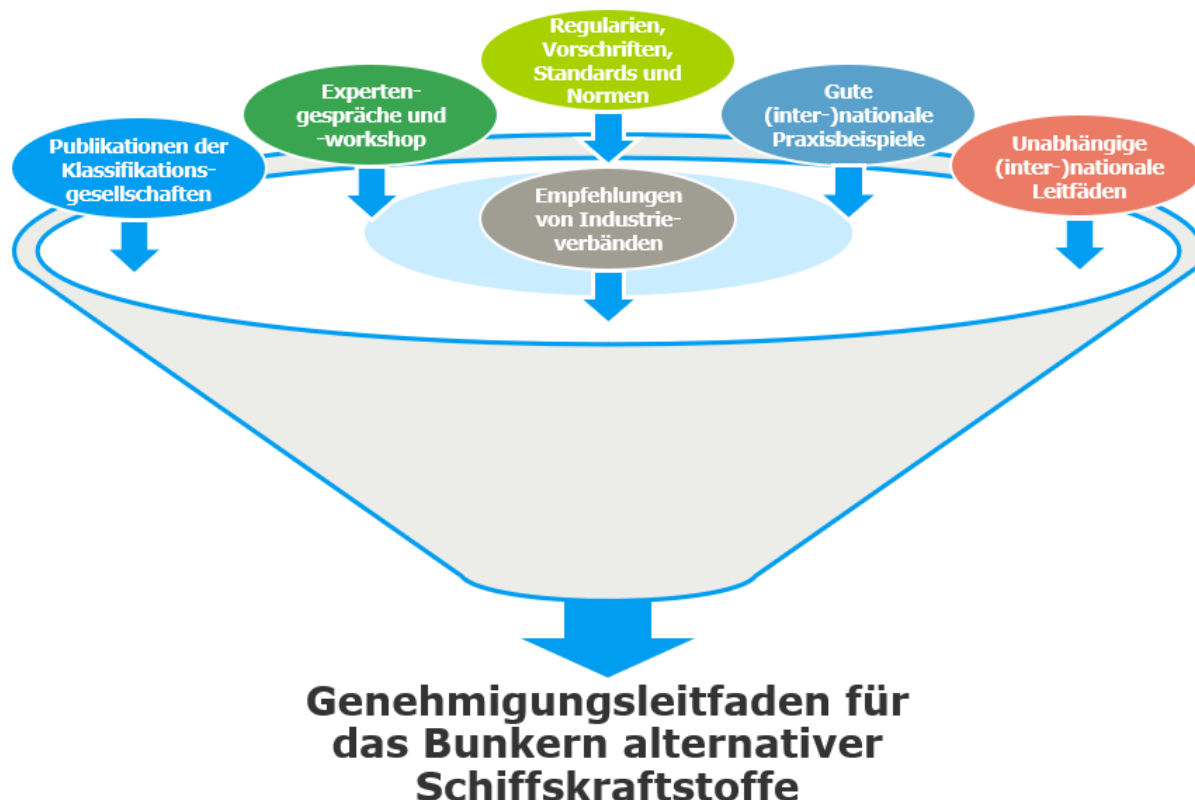 Publikationen der
Klassifikations-
gesellschaften
Experten-
gespräche und
-workshop
Regularien,
Vorschriften,
Standards und
Normen
Empfehlungen
von Industrie-
verbänden
Gute
(inter-)nationale
Praxisbeispiele
Unabhängige
(inter-)nationale
Leitfäden
Genehmigungsleitfaden für
das Bunkern alternativer
Schiffskraftstoffe